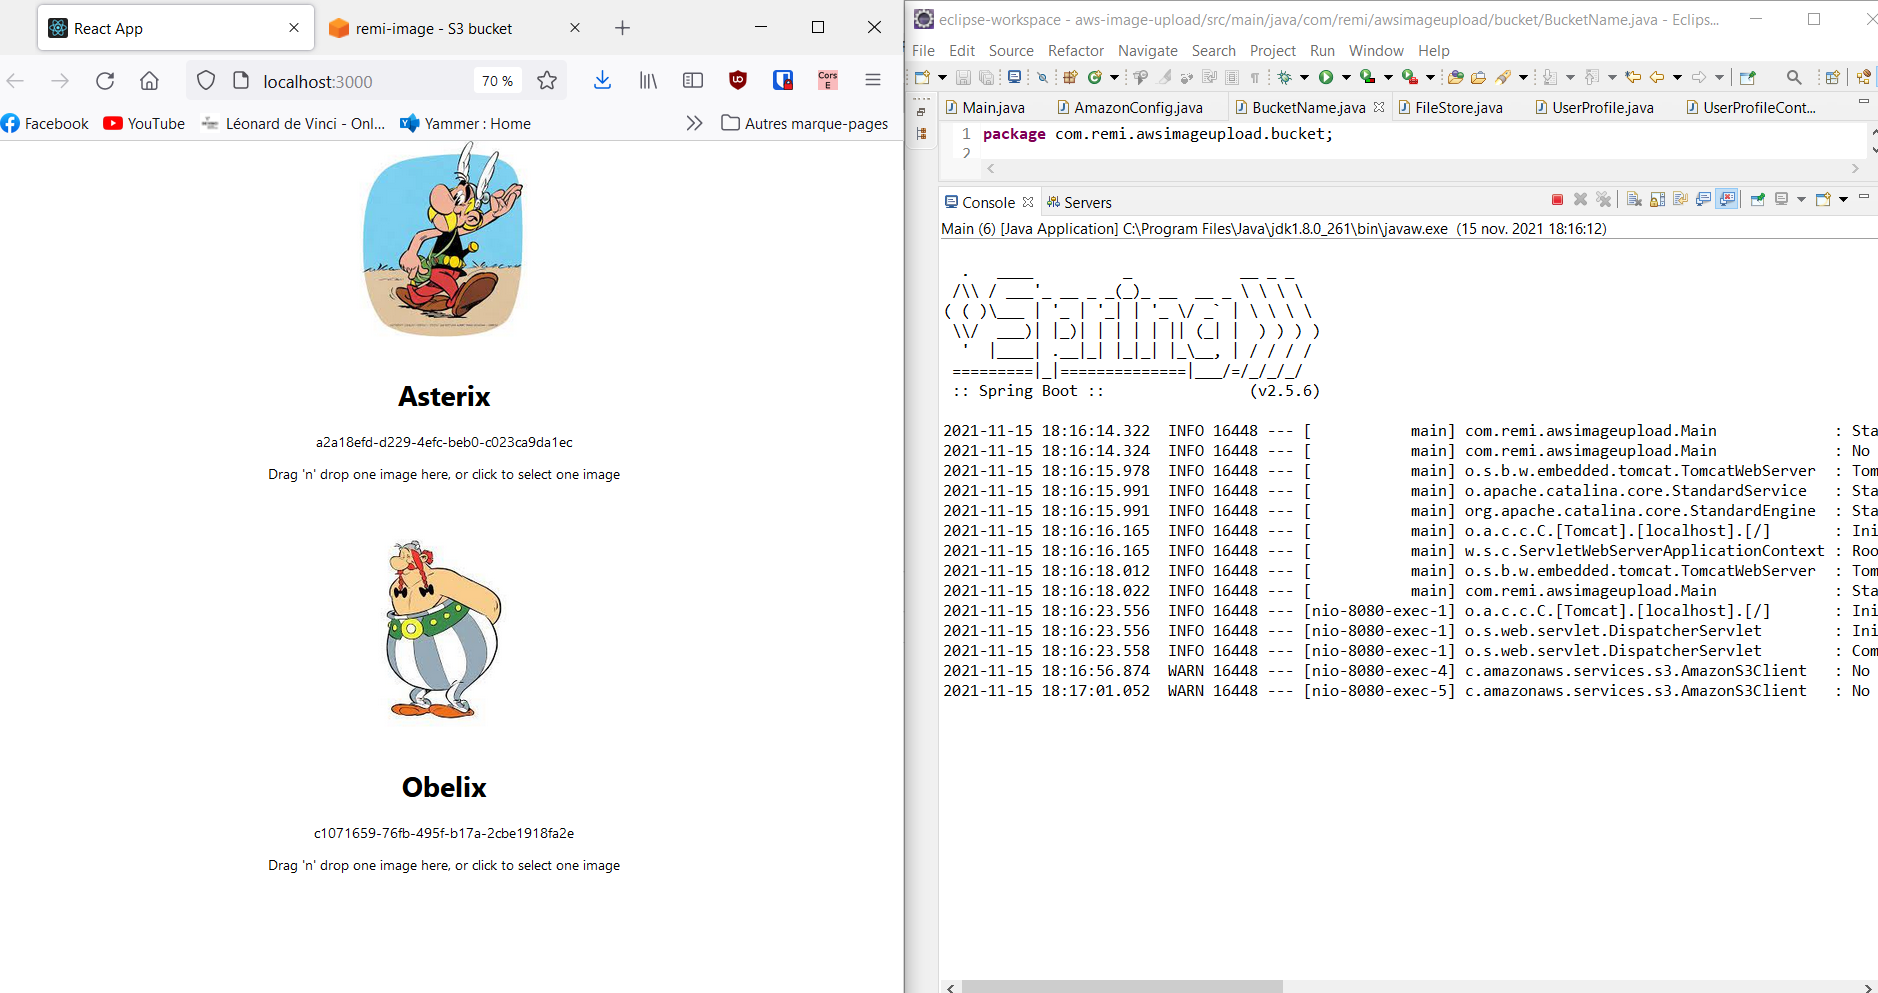 React App
remi-image - S3 bucket
localhost:3000
70 %
Cors
E
Facebook
YouTube
Léonard de Vinci - Onl...
Yammer : Home
Autres marque-pages
Asterix
a2a18efd-d229-4efc-beb0-c023ca9da1ec
Drag 'n' drop one image here, or click to select one image
Obelix
c1071659-76fb-495f-b17a-2cbe1918fa2e
Drag 'n' drop one image here, or click to select one image
eclipse-workspace - aws-image-upload/src/main/java/com/remi/awsimageupload/bucket/BucketName.java - Eclips...
File Edit Source Refactor Navigate Search Project Run Window Help
Main.java AmazonConfig.java BucketName.java FileStore.java UserProfile.java UserProfileCont...
1 package com.remi.awsimageupload.bucket;
2
Console Servers
Main (6) [Java Application] C:\Program Files\Java\jdk1.8.0_261\bin\javaw.exe (15 nov. 2021 18:16:12)
  .   ____          _            __ _ _
 /\\ / ___'_ __ _ _(_)_ __  __ _ \ \ \ \
( ( )\___ | '_ | '_| | '_ \/ _` | \ \ \ \
 \\/  ___)| |_)| | | | | || (_| |  ) ) ) )
  '  |____| .__|_| |_|_| |_\__, | / / / /
 =========|_|==============|___/=/_/_/_/
 :: Spring Boot ::                (v2.5.6)
2021-11-15 18:16:14.322  INFO 16448 --- [           main] com.remi.awsimageupload.Main             : Sta
2021-11-15 18:16:14.324  INFO 16448 --- [           main] com.remi.awsimageupload.Main             : No
2021-11-15 18:16:15.978  INFO 16448 --- [           main] o.s.b.w.embedded.tomcat.TomcatWebServer  : Tom
2021-11-15 18:16:15.991  INFO 16448 --- [           main] o.apache.catalina.core.StandardService   : Sta
2021-11-15 18:16:15.991  INFO 16448 --- [           main] org.apache.catalina.core.StandardEngine  : Sta
2021-11-15 18:16:16.165  INFO 16448 --- [           main] o.a.c.c.C.[Tomcat].[localhost].[/]       : Ini
2021-11-15 18:16:16.165  INFO 16448 --- [           main] w.s.c.ServletWebServerApplicationContext : Roo
2021-11-15 18:16:18.012  INFO 16448 --- [           main] o.s.b.w.embedded.tomcat.TomcatWebServer  : Tom
2021-11-15 18:16:18.022  INFO 16448 --- [           main] com.remi.awsimageupload.Main             : Sta
2021-11-15 18:16:23.556  INFO 16448 --- [nio-8080-exec-1] o.a.c.c.C.[Tomcat].[localhost].[/]       : Ini
2021-11-15 18:16:23.556  INFO 16448 --- [nio-8080-exec-1] o.s.web.servlet.DispatcherServlet        : Ini
2021-11-15 18:16:23.558  INFO 16448 --- [nio-8080-exec-1] o.s.web.servlet.DispatcherServlet        : Com
2021-11-15 18:16:56.874  WARN 16448 --- [nio-8080-exec-4] c.amazonaws.services.s3.AmazonS3Client   : No
2021-11-15 18:17:01.052  WARN 16448 --- [nio-8080-exec-5] c.amazonaws.services.s3.AmazonS3Client   : No